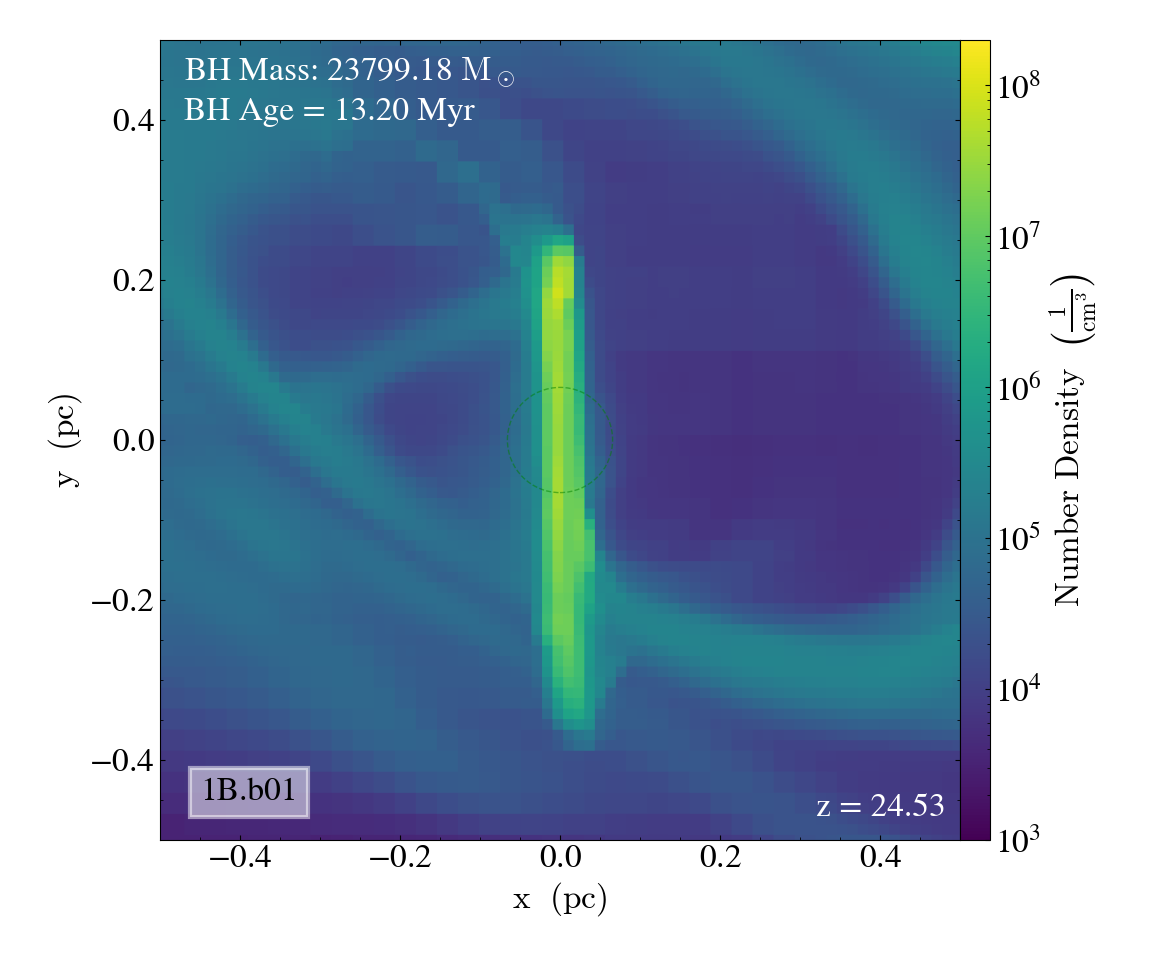 BH Mass: 23799.18 M⊙
BH Age = 13.20 Myr
0.4
0.2
0.0
−0.2
−0.4
y (pc)
1B.b01
z = 24.53
−0.4 −0.2 0.0 0.2 0.4
x (pc)
10⁸
10⁷
10⁶
10⁵
10⁴
10³
Number Density (1/cm³)